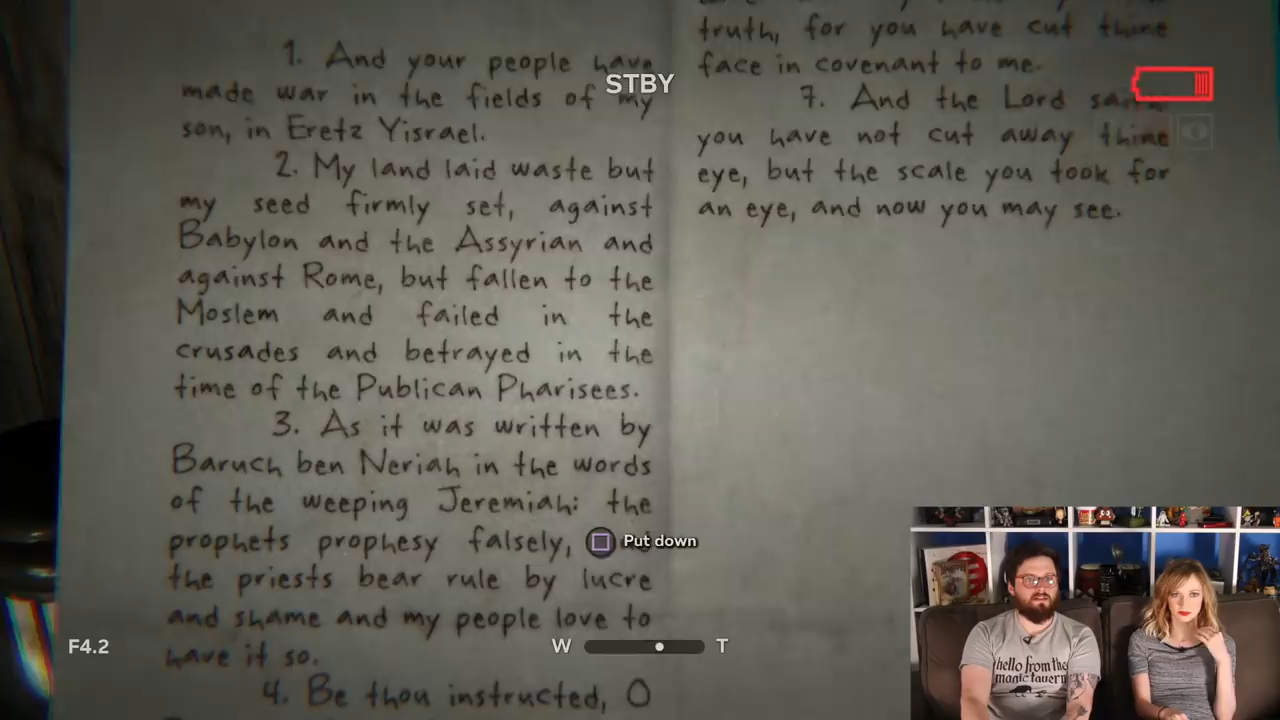 1. And your people have
made war in the fields of my
son, in Eretz Yisrael.
2. My land laid waste but
my seed firmly set, against
Babylon and the Assyrian and
against Rome, but fallen to the
Moslem and failed in the
crusades and betrayed in the
time of the Publican Pharisees.
3. As it was written by
Baruch ben Neriah in the words
of the weeping Jeremiah: the
prophets prophesy falsely,
the priests bear rule by lucre
and shame and my people love to
have it so.
4. Be thou instructed, O
truth, for you have cut thine
face in covenant to me.
7. And the Lord
you have not cut away thine
eye, but the scale you took for
an eye, and now you may see.
STBY
Put down
F4.2
W T
hello from the
magic tavern